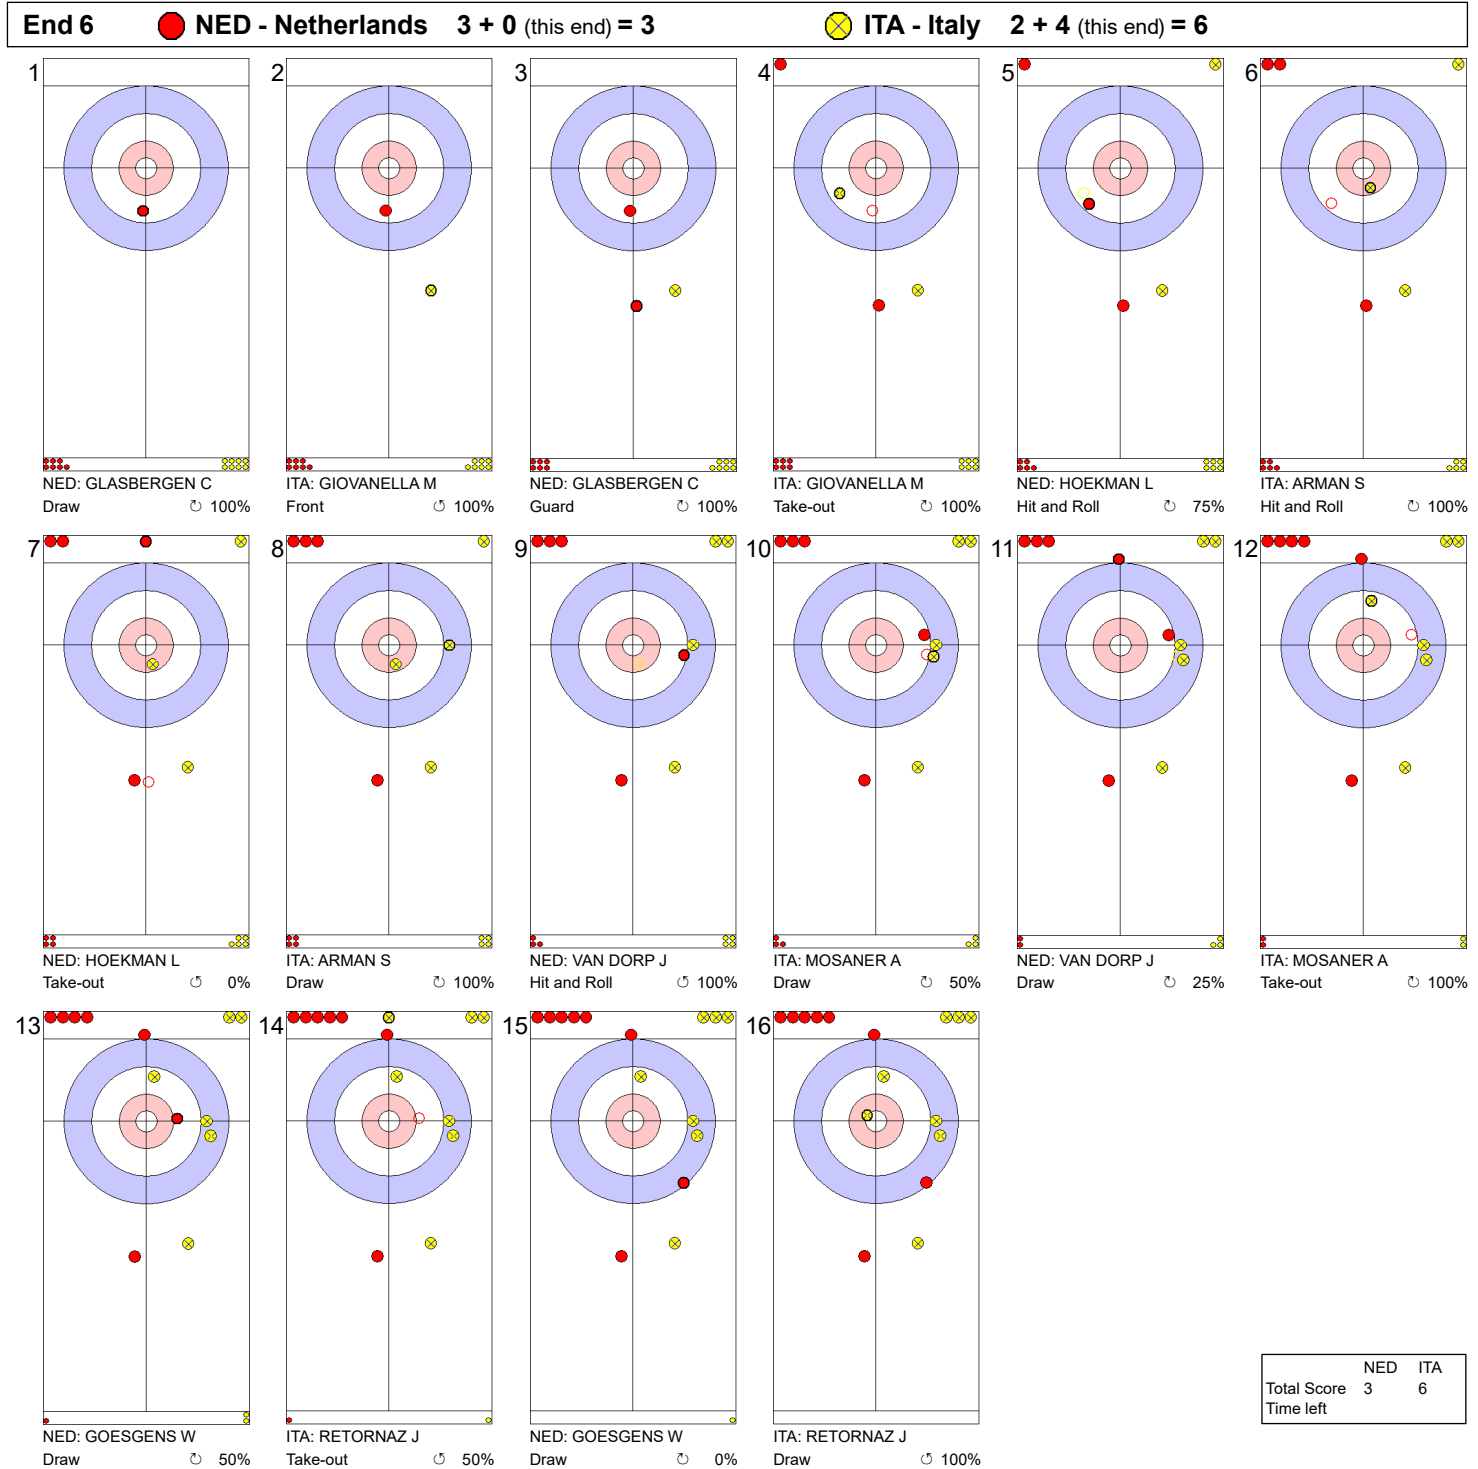 End 6 NED - Netherlands 3 + 0 (this end) = 3 ITA - Italy 2 + 4 (this end) = 6
1 2 3 4 5 6
NED: GLASBERGEN C ITA: GIOVANELLA M NED: GLASBERGEN C ITA: GIOVANELLA M NED: HOEKMAN L ITA: ARMAN S
Draw ↻ 100% Front ↺ 100% Guard ↻ 100% Take-out ↺ 100% Hit and Roll ↻ 75% Hit and Roll ↻ 100%
7 8 9 10 11 12
NED: HOEKMAN L ITA: ARMAN S NED: VAN DORP J ITA: MOSANER A NED: VAN DORP J ITA: MOSANER A
Take-out ↺ 0% Draw ↺ 100% Hit and Roll ↺ 100% Draw ↻ 50% Draw ↻ 25% Take-out ↻ 100%
13 14 15 16
NED: GOESGENS W ITA: RETORNAZ J NED: GOESGENS W ITA: RETORNAZ J
Draw ↻ 50% Take-out ↺ 50% Draw ↻ 0% Draw ↻ 100%
NED ITA
Total Score 3 6
Time left